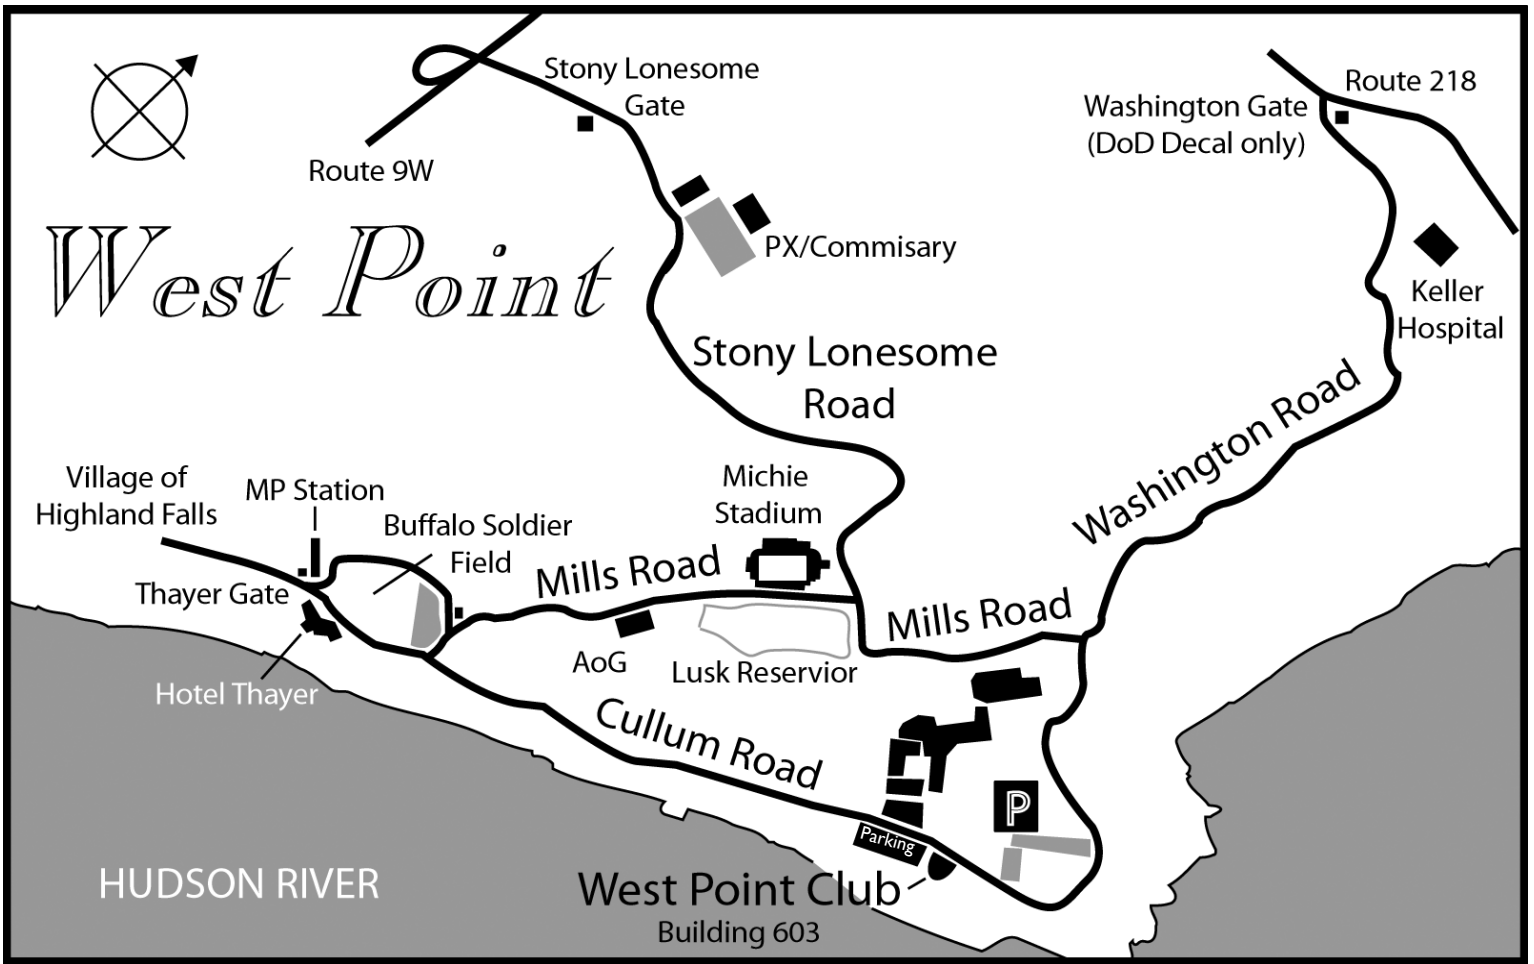 Stony Lonesome
Gate
Route 9W
Route 218
Washington Gate
(DoD Decal only)
West Point
PX/Commisary
Keller
Hospital
Stony Lonesome
Road
Washington Road
Village of
Highland Falls
MP Station
Buffalo Soldier
Field
Michie
Stadium
Mills Road
Thayer Gate
Mills Road
AoG
Lusk Reservior
Hotel Thayer
Cullum Road
P
Parking
HUDSON RIVER
West Point Club
Building 603